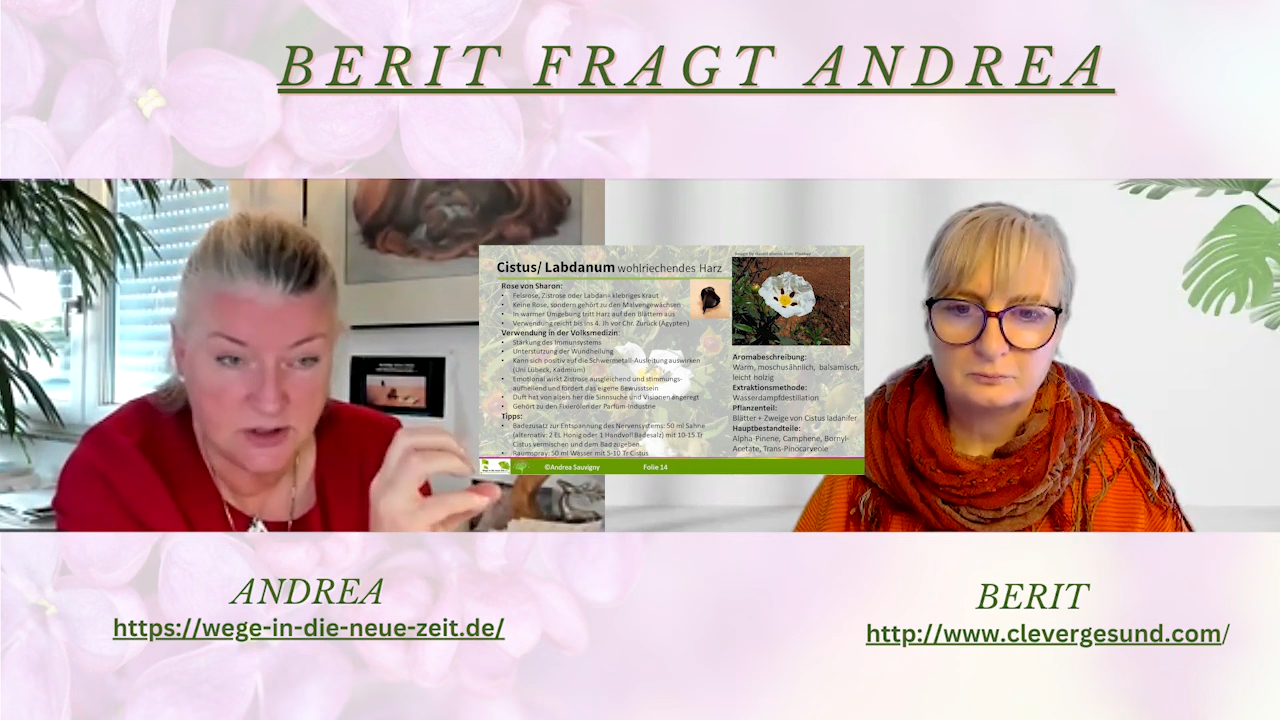 BERIT FRAGT ANDREA
Cistus/ Labdanum wohlriechendes Harz
Rose von Sharon:
• Felsrose, Zistrose oder Labdan= klebriges Kraut
• Keine Rose, sondern gehört zu den Malvengewächsen
• In warmer Umgebung tritt Harz auf den Blättern aus
• Verwendung reicht bis ins 4. Jh vor Chr. Zurück (Ägypten)
Verwendung in der Volksmedizin:
• Stärkung des Immunsystems
• Unterstützung der Wundheilung
• Kann sich positiv auf die Schwermetall-Ausleitung auswirken
(Uni Lübeck, Kadmium)
• Emotional wirkt Zistrose ausgleichend und stimmungs-
aufhellend und fördert das eigene Bewusstsein
• Duft hat von alters her die Sinnsuche und Visionen angeregt
• Gehört zu den Fixierölen der Parfüm-Industrie
Tipps:
• Badezusatz zur Entspannung des Nervensystems: 50 ml Sahne
(alternativ: 2 EL Honig oder 1 Handvoll Badesalz) mit 10-15 Tr
Cistus vermischen und dem Bad zugeben.
• Raumspray: 50 ml Wasser mit 5-10 Tr Cistus
Aromabeschreibung:
Warm, moschusähnlich, balsamisch,
leicht holzig
Extraktionsmethode:
Wasserdampfdestillation
Pflanzenteil:
Blätter + Zweige von Cistus ladanifer
Hauptbestandteile:
Alpha-Pinene, Camphene, Bornyl-
Acetate, Trans-Pinocarveole
©Andrea Sauvigny Folie 14
ANDREA
https://wege-in-die-neue-zeit.de/
BERIT
http://www.clevergesund.com/